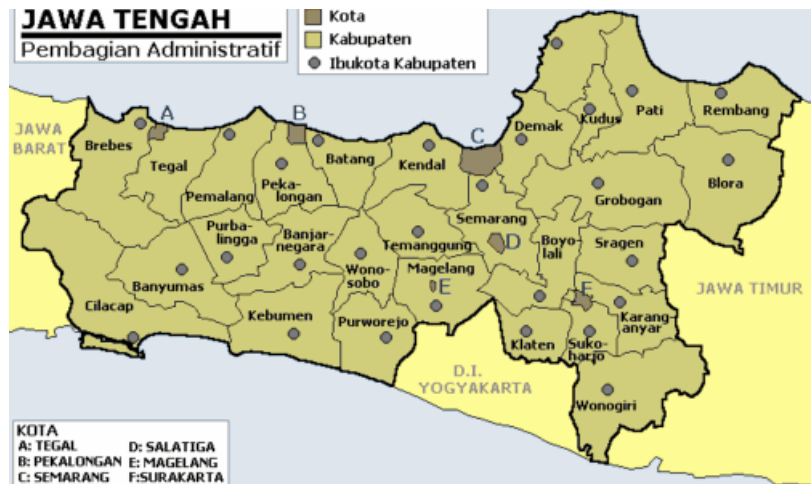 JAWA TENGAH
Pembagian Administratif
Kota
Kabupaten
Ibukota Kabupaten
JAWA
BARAT
A
B
C
Brebes
Tegal
Pemalang
Peka-
longan
Batang
Kendal
Demak
Kudus
Pati
Rembang
Blora
Grobogan
Semarang
D
Purba-
lingga
Banjar-
negara
Temanggung
Boyo-
lali
Sragen
Banyumas
Wono-
sobo
Magelang
E
F
Karang-
anyar
JAWA TIMUR
Cilacap
Kebumen
Purworejo
Klaten
Suko-
harjo
D.I.
YOGYAKARTA
Wonogiri
KOTA
A: TEGAL
B: PEKALONGAN
C: SEMARANG
D: SALATIGA
E: MAGELANG
F:SURAKARTA